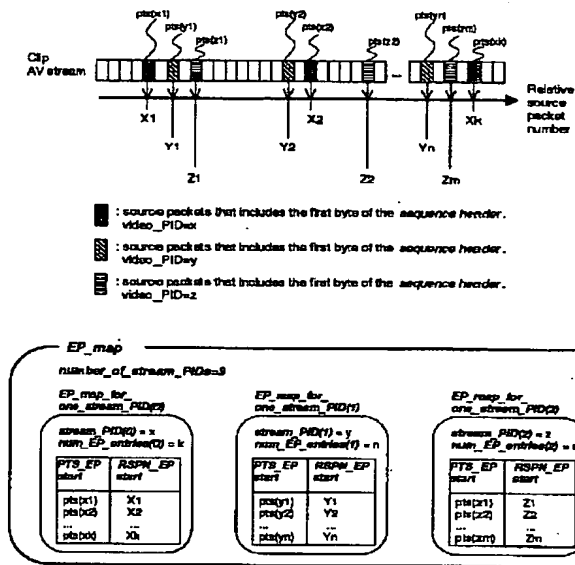 pts(x1) pts(y1) pts(z1) pts(y2) pts(x2) pts(z2) pts(yn) pts(zm) pts(xk)
Clip
AV stream
...
Relative
source
packet
number
X1 X2 Xk
Y1 Y2 Yn
Z1 Z2 Zm
: source packets that includes the first byte of the sequence header.
video_PID=x
: source packets that includes the first byte of the sequence header.
video_PID=y
: source packets that includes the first byte of the sequence header.
video_PID=z
EP_map
number_of_stream_PIDs=3
EP_map_for_
one_stream_PID(0)
stream_PID(0) = x
num_EP_entries(0) = k
PTS_EP RSPN_EP
start start
pts(x1) X1
pts(x2) X2
... ...
pts(xk) Xk
EP_map_for_
one_stream_PID(1)
stream_PID(1) = y
num_EP_entries(1) = n
PTS_EP RSPN_EP
start start
pts(y1) Y1
pts(y2) Y2
... ...
pts(yn) Yn
EP_map_for_
one_stream_PID(2)
stream_PID(2) = z
num_EP_entries(2) =
PTS_EP RSPN_EP
start start
pts(z1) Z1
pts(z2) Z2
... ...
pts(zm) Zm